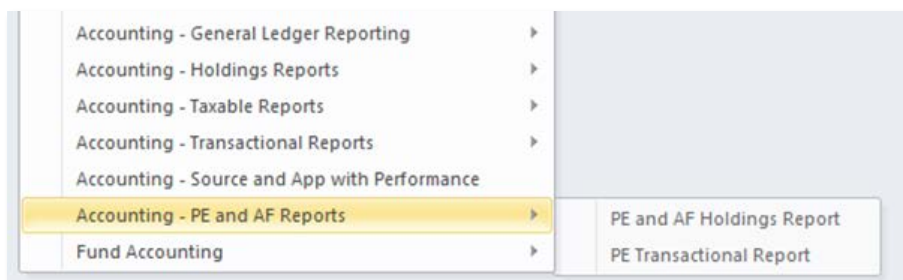 Accounting - General Ledger Reporting
Accounting - Holdings Reports
Accounting - Taxable Reports
Accounting - Transactional Reports
Accounting - Source and App with Performance
Accounting - PE and AF Reports
Fund Accounting
PE and AF Holdings Report
PE Transactional Report